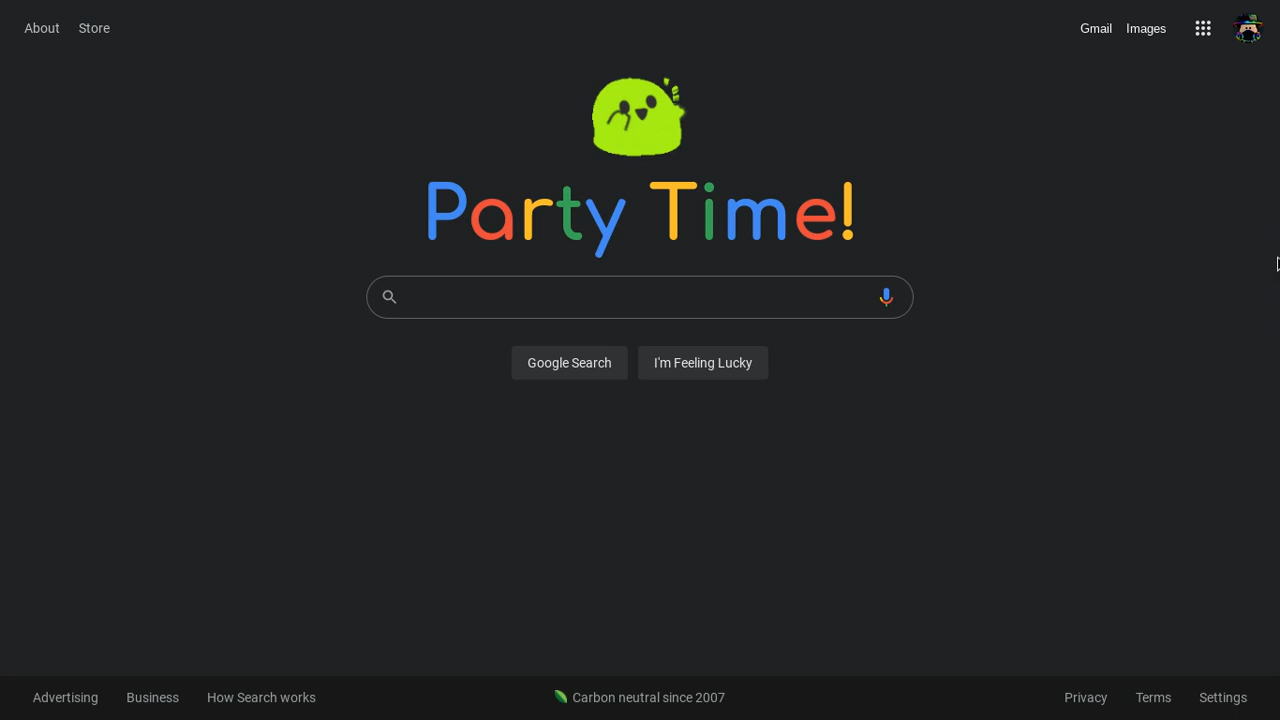 About Store Gmail Images
Party Time!
Google Search I'm Feeling Lucky
Advertising Business How Search works Carbon neutral since 2007 Privacy Terms Settings